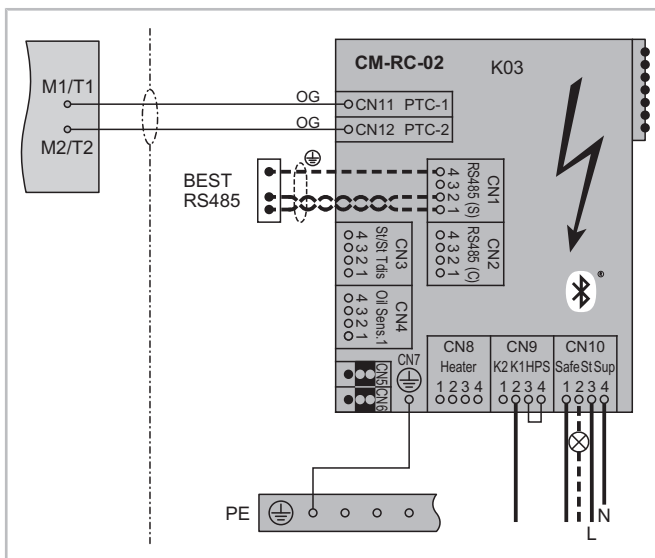 CM-RC-02 K03
M1/T1
M2/T2
OG
OG
CN11 PTC-1
CN12 PTC-2
BEST
RS485
4 3 2 1
RS485 (S)
CN1
4 3 2 1
RS485 (C)
CN2
4 3 2 1
St/St Tdis
CN3
4 3 2 1
Oil Sens.1
CN4
CN5
CN6
CN7
CN8
Heater
1 2 3 4
CN9
K2 K1 HPS
1 2 3 4
CN10
Safe St Sup
1 2 3 4
PE
N
L
®